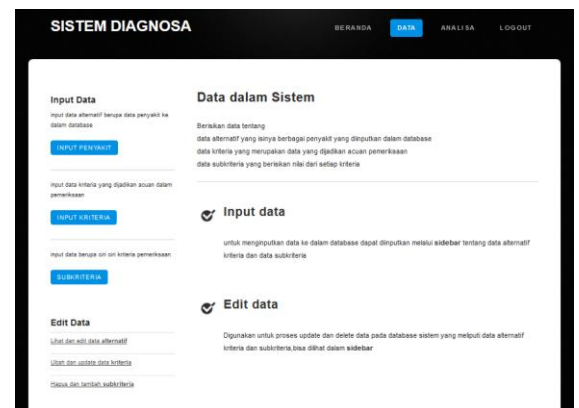 SISTEM DIAGNOSA
BERANDA
DATA
ANALISA
LOGOUT
Input Data
input data alternatif berupa data penyakit ke
dalam database
INPUT PENYAKIT
input data kriteria yang dijadikan acuan dalam
pemeriksaan
INPUT KRITERIA
input data berupa ciri ciri kriteria pemeriksaan
SUBKRITERIA
Edit Data
Lihat dan edit data alternatif
Ubah dan update data kriteria
Hapus dan tambah subkriteria
Data dalam Sistem
Berisikan data tentang
data alternatif yang isinya berbagai penyakit yang diinputkan dalam database
data kriteria yang merupakan data yang dijadikan acuan pemeriksaan
data subkriteria yang berisikan nilai dari setiap kriteria
Input data
untuk menginputkan data ke dalam database dapat diinputkan melalui sidebar tentang data alternatif
kriteria dan data subkriteria
Edit data
Digunakan untuk proses update dan delete data pada database sistem yang meliputi data alternatif
kriteria dan subkriteria,bisa dilihat dalam sidebar